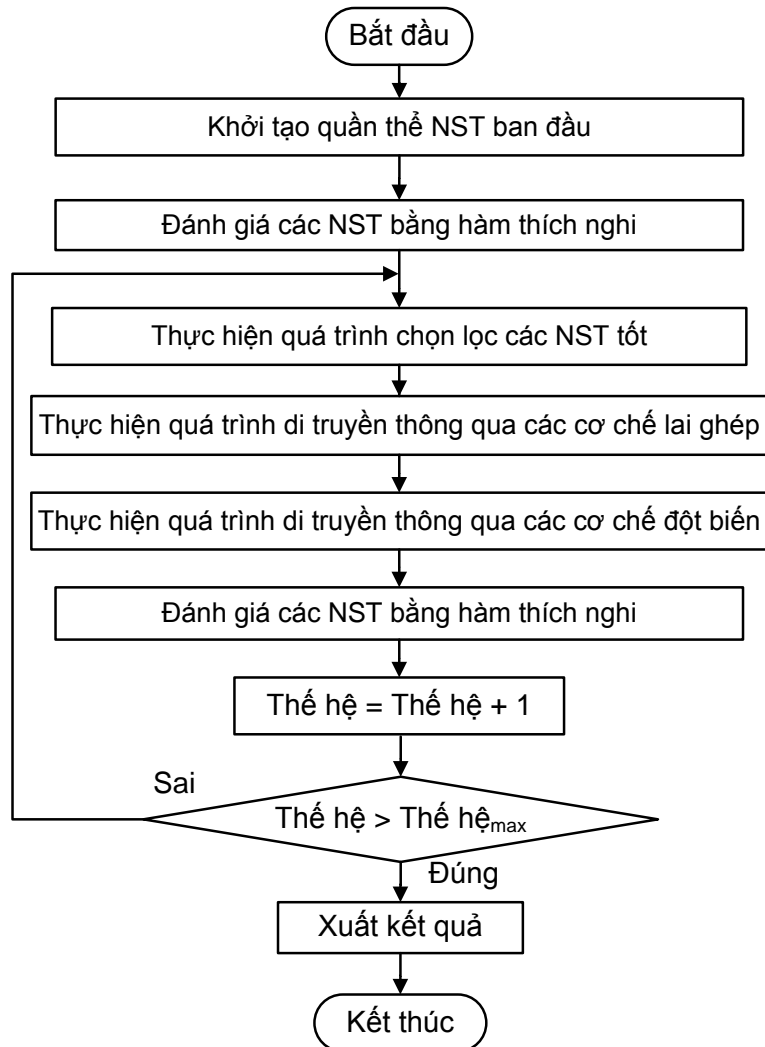 Bắt đầu
Khởi tạo quần thể NST ban đầu
Đánh giá các NST bằng hàm thích nghi
Thực hiện quá trình chọn lọc các NST tốt
Thực hiện quá trình di truyền thông qua các cơ chế lai ghép
Thực hiện quá trình di truyền thông qua các cơ chế đột biến
Đánh giá các NST bằng hàm thích nghi
Thế hệ = Thế hệ + 1
Sai
Thế hệ > Thế hệmax
Đúng
Xuất kết quả
Kết thúc